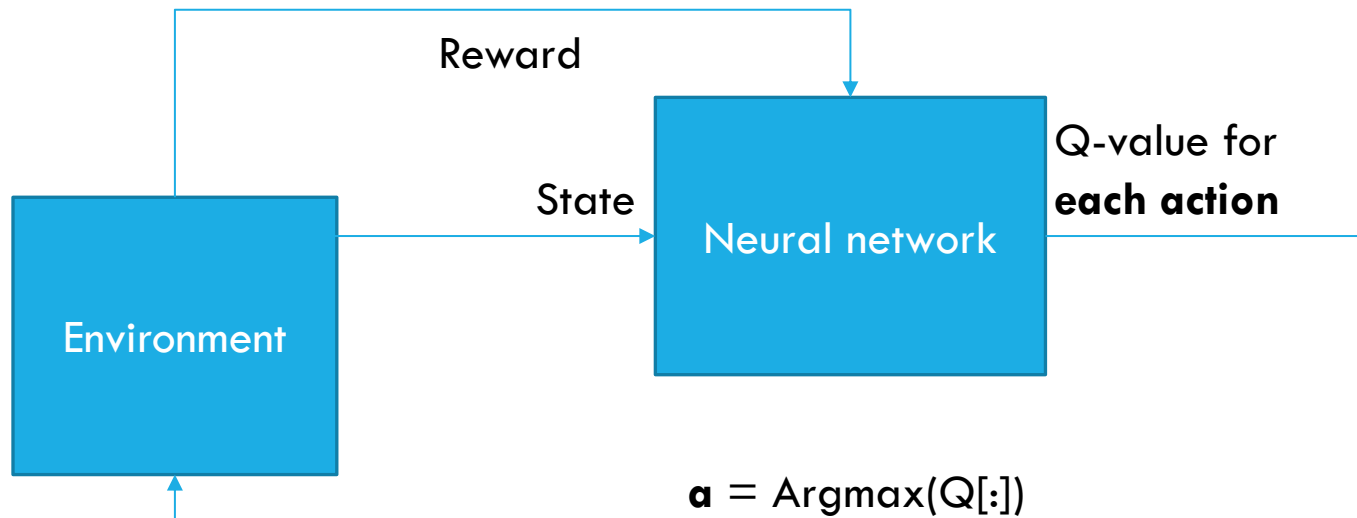 Reward
Q-value for
each action
State
Neural network
Environment
a = Argmax(Q[:])